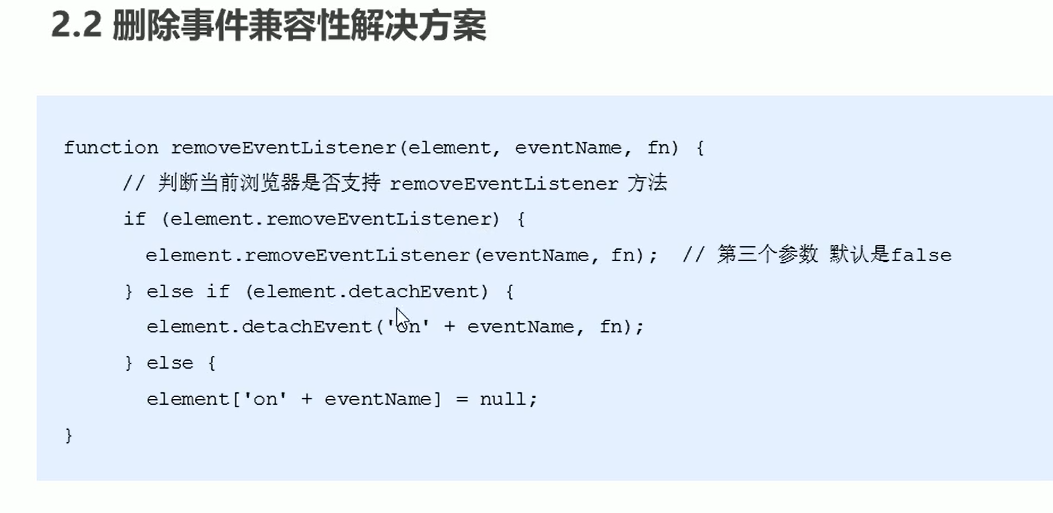 2.2 删除事件兼容性解决方案
function removeEventListener(element, eventName, fn) {
// 判断当前浏览器是否支持 removeEventListener 方法
if (element.removeEventListener) {
element.removeEventListener(eventName, fn); // 第三个参数 默认是false
} else if (element.detachEvent) {
element.detachEvent('on' + eventName, fn);
} else {
element['on' + eventName] = null;
}